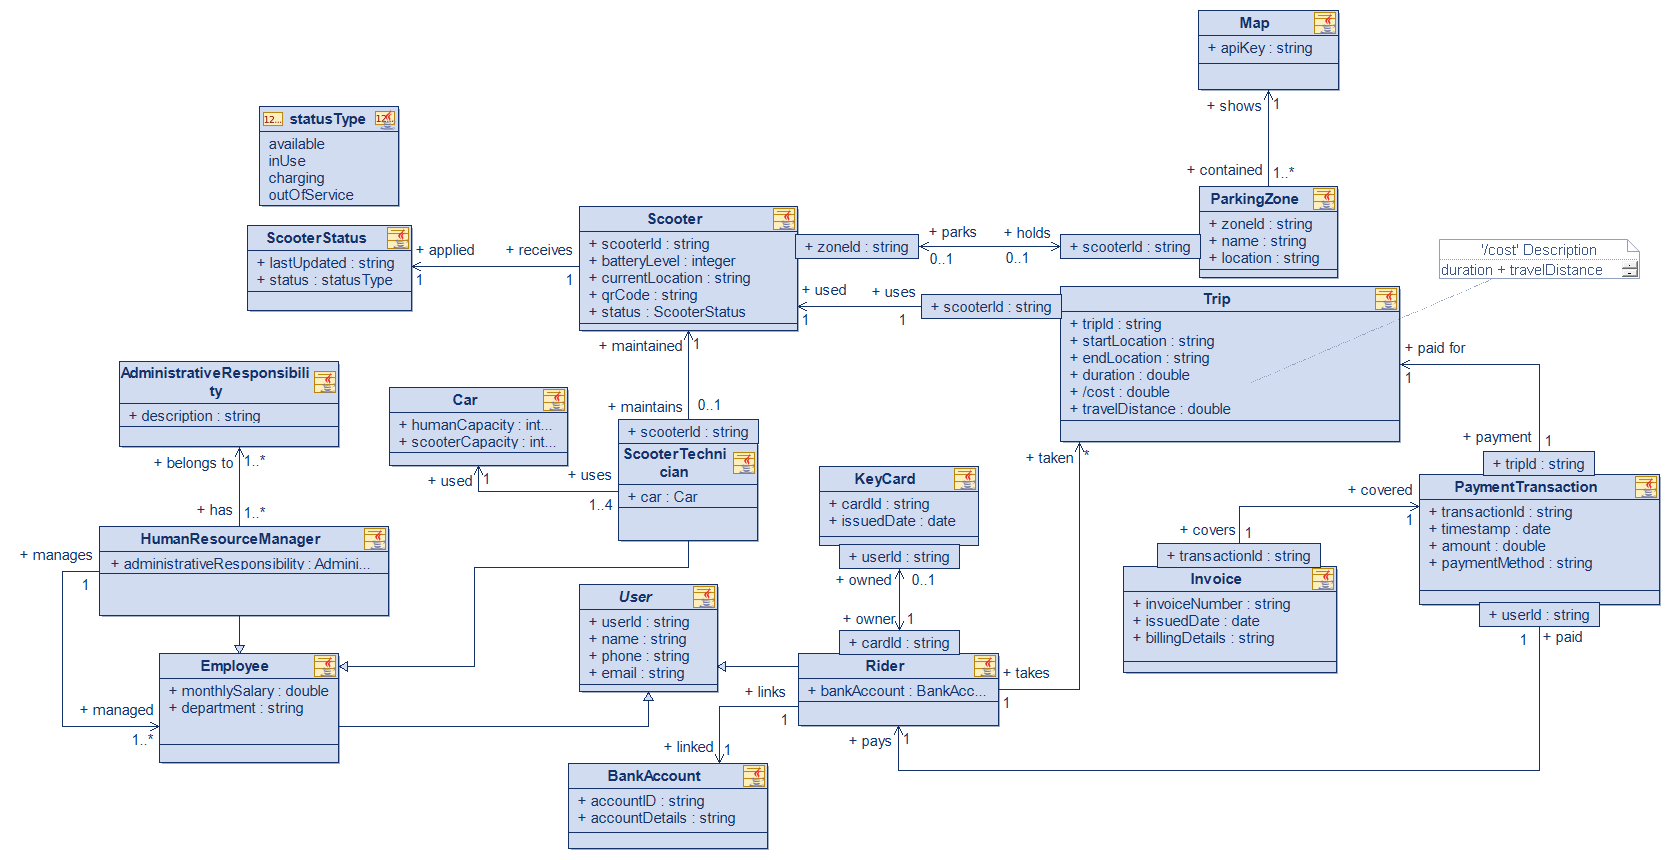 Map
+ apiKey : string
+ shows
1
+ contained
1..*
12...
statusType
12...
available
inUse
charging
outOfService
ScooterStatus
+ lastUpdated : string
+ status : statusType
+ applied
1
+ receives
1
Scooter
+ scooterId : string
+ batteryLevel : integer
+ currentLocation : string
+ qrCode : string
+ status : ScooterStatus
+ zoneId : string
+ parks
0..1
+ holds
0..1
+ scooterId : string
ParkingZone
+ zoneId : string
+ name : string
+ location : string
'/cost' Description
duration + travelDistance
+ used
1
+ uses
1
+ scooterId : string
Trip
+ tripId : string
+ startLocation : string
+ endLocation : string
+ duration : double
+ /cost : double
+ travelDistance : double
+ paid for
1
+ payment
1
+ tripId : string
+ maintained
1
+ maintains
0..1
+ scooterId : string
ScooterTechni
cian
+ car : Car
Car
+ humanCapacity : int...
+ scooterCapacity : int...
+ used
1
+ uses
1..4
AdministrativeResponsibili
ty
+ description : string
+ belongs to
1..*
+ has
1..*
HumanResourceManager
+ administrativeResponsibility : Admini...
+ manages
1
+ managed
1..*
Employee
+ monthlySalary : double
+ department : string
User
+ userId : string
+ name : string
+ phone : string
+ email : string
KeyCard
+ cardId : string
+ issuedDate : date
+ userId : string
+ owned
0..1
+ owner
1
+ cardId : string
Rider
+ bankAccount : BankAcc...
+ taken
*
+ takes
1
+ links
1
+ linked
1
BankAccount
+ accountID : string
+ accountDetails : string
+ pays
1
PaymentTransaction
+ transactionId : string
+ timestamp : date
+ amount : double
+ paymentMethod : string
+ userId : string
1
+ paid
+ covered
1
+ covers
1
+ transactionId : string
Invoice
+ invoiceNumber : string
+ issuedDate : date
+ billingDetails : string